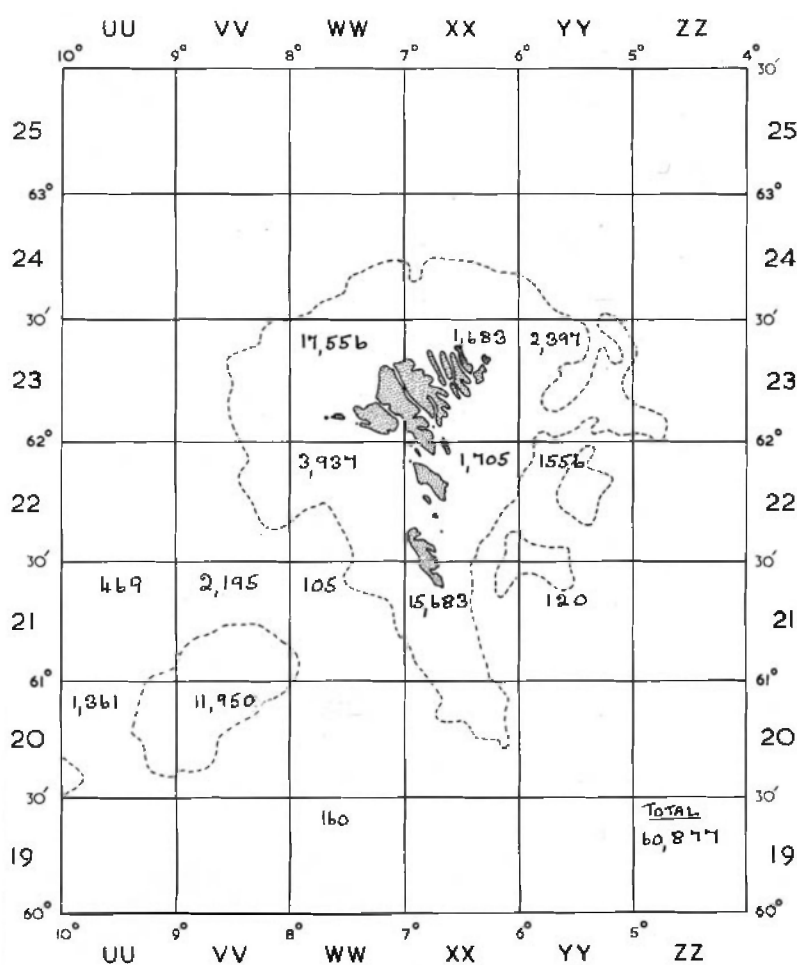 UU VV WW XX YY ZZ
10° 9° 8° 7° 6° 5° 4°
30′ 30′
25 25
63° 63°
24 24
30′ 30′
17,556 1,683 2,397
23 23
62° 62°
3,937 1,705 1556
22 22
30′ 30′
469 2,195 105 15,683 120
21 21
61° 61°
1,361 11,950
20 20
30′ 30′
160 TOTAL
60,877
19 19
60° 60°
10° 9° 8° 7° 6° 5° 4°
UU VV WW XX YY ZZ